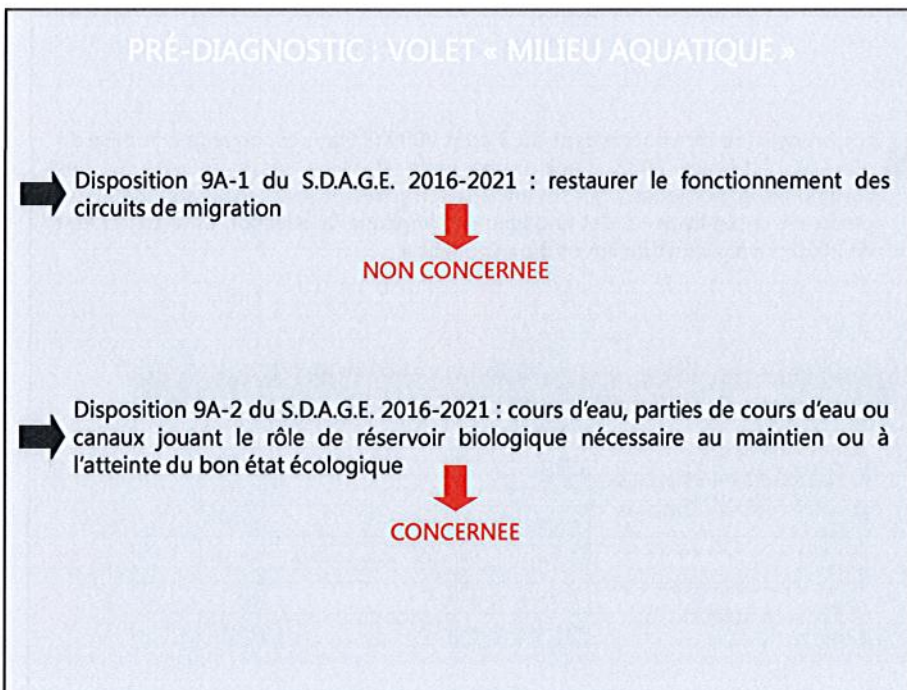 PRÉ-DIAGNOSTIC : VOLET « MILIEU AQUATIQUE »
Disposition 9A-1 du S.D.A.G.E. 2016-2021 : restaurer le fonctionnement des
circuits de migration
NON CONCERNEE
Disposition 9A-2 du S.D.A.G.E. 2016-2021 : cours d'eau, parties de cours d'eau ou
canaux jouant le rôle de réservoir biologique nécessaire au maintien ou à
l'atteinte du bon état écologique
CONCERNEE